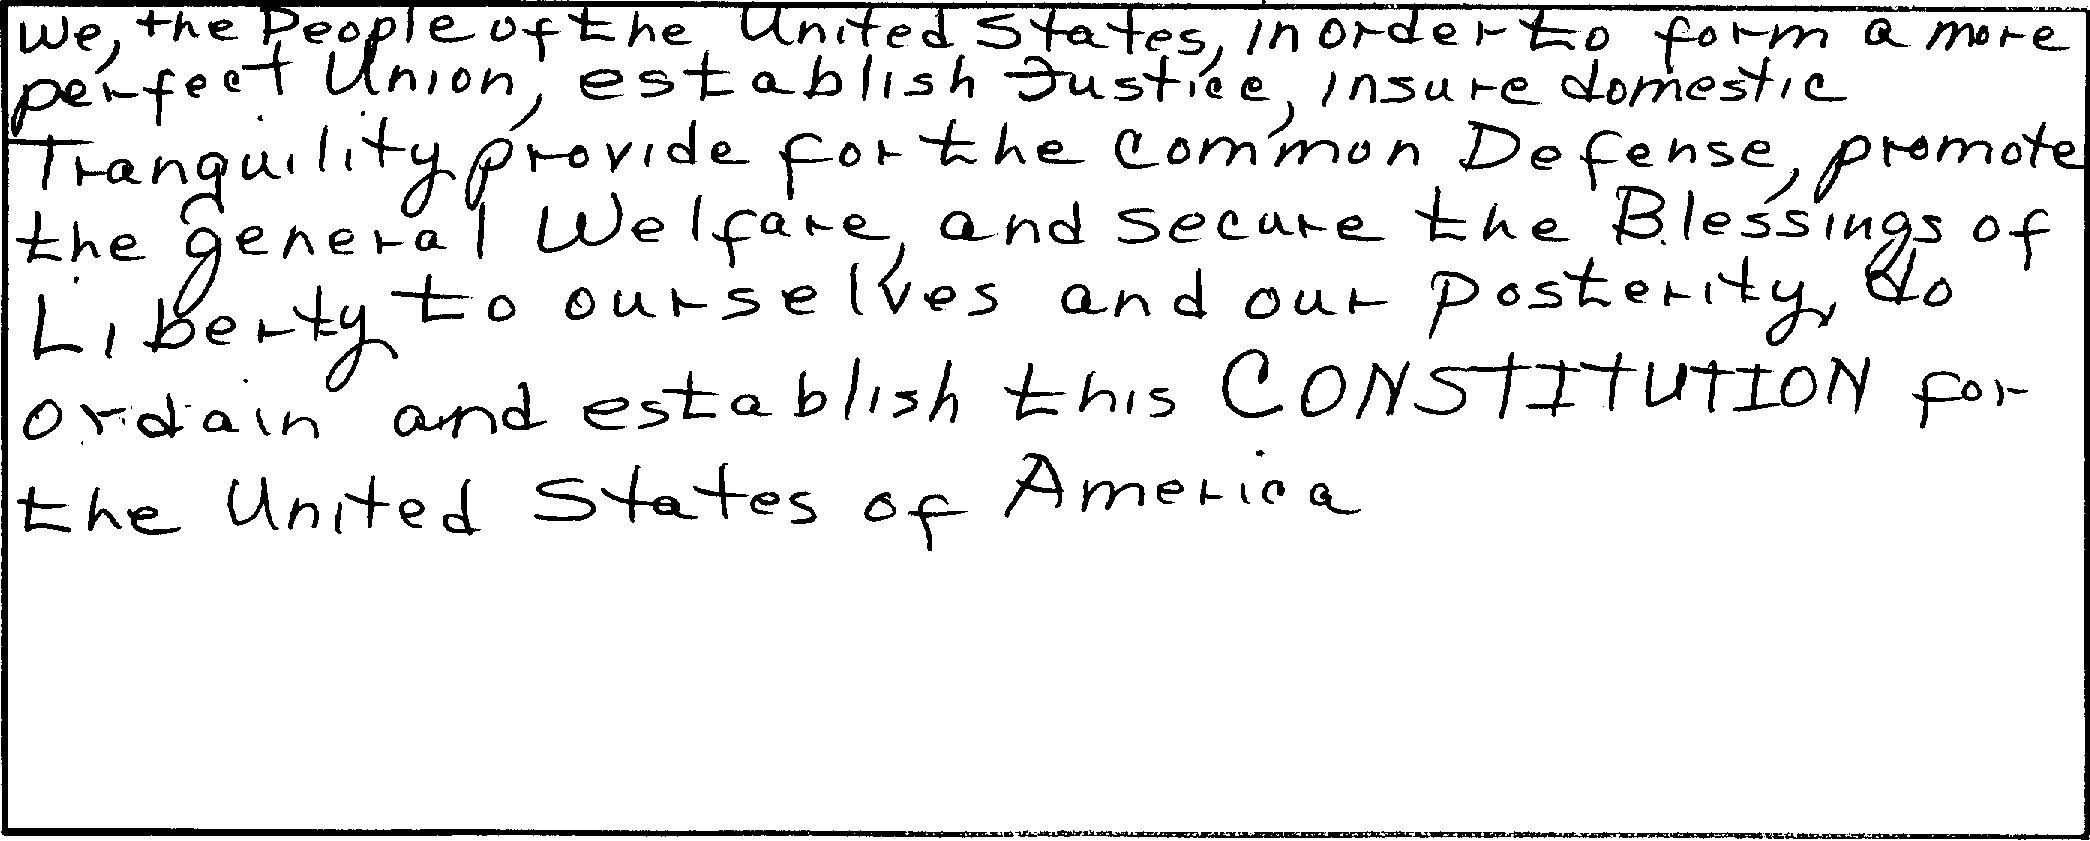 We, the People of the United States, in order to form a more
perfect Union, establish Justice, insure domestic
Tranquility, provide for the Common Defense, promote
the general Welfare, and secure the Blessings of
Liberty to ourselves and our posterity, do
ordain and establish this CONSTITUTION for
the United States of America